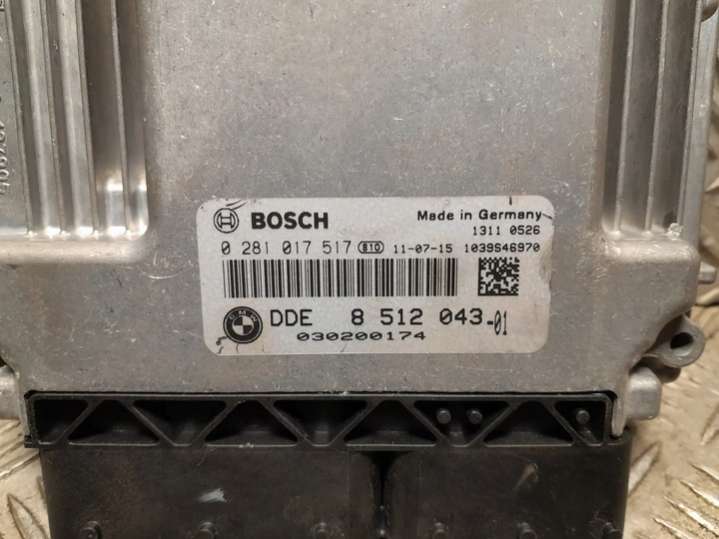 BOSCH Made in Germany
1311 0526
0 281 017 517 B10 11-07-15 1039S46970
DDE 8 512 043-01
030200174